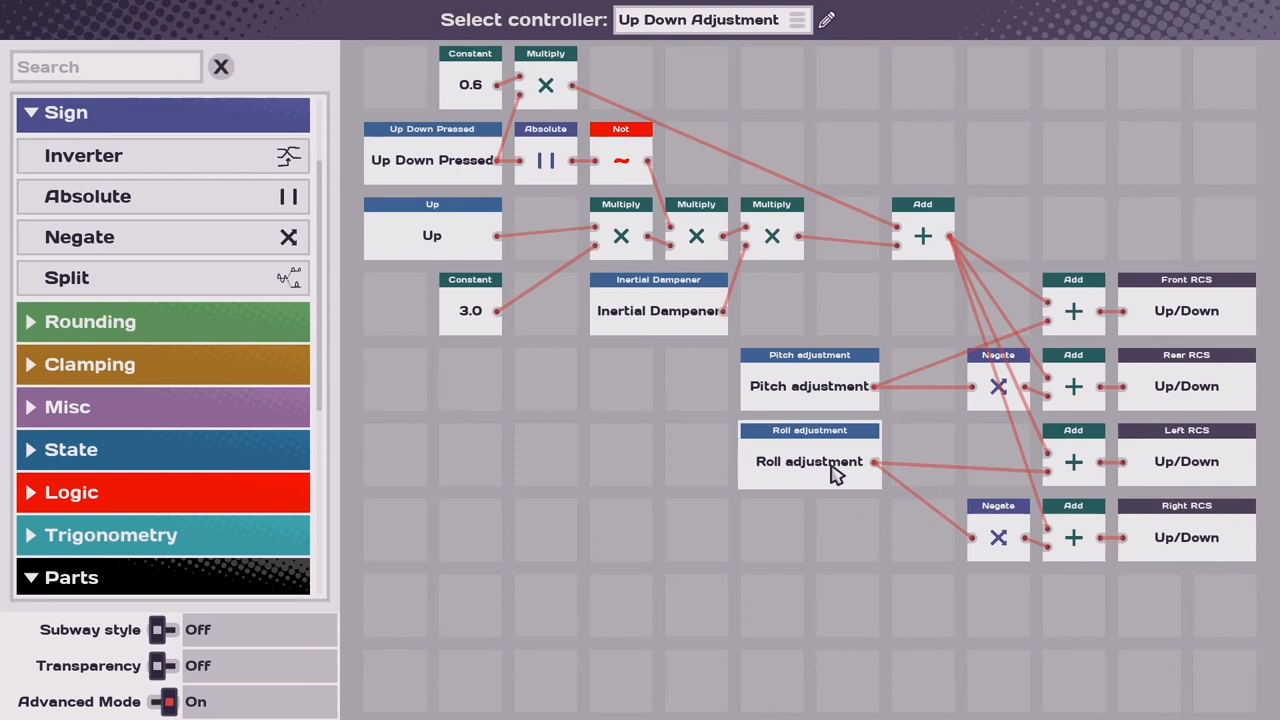 Select controller: Up Down Adjustment
Search X
Sign
Inverter
Absolute
Negate
Split
Rounding
Clamping
Misc
State
Logic
Trigonometry
Parts
Subway style Off
Transparency Off
Advanced Mode On
Constant Multiply
0.6 ×
Up Down Pressed Absolute Not
Up Down Pressed | | ~
Up Multiply Multiply Multiply Add
Up × × × +
Constant Inertial Dampener Add Front RCS
3.0 Inertial Dampener + Up/Down
Pitch adjustment Negate Add Rear RCS
Pitch adjustment + Up/Down
Roll adjustment Add Left RCS
Roll adjustment + Up/Down
Negate Add Right RCS
+ Up/Down